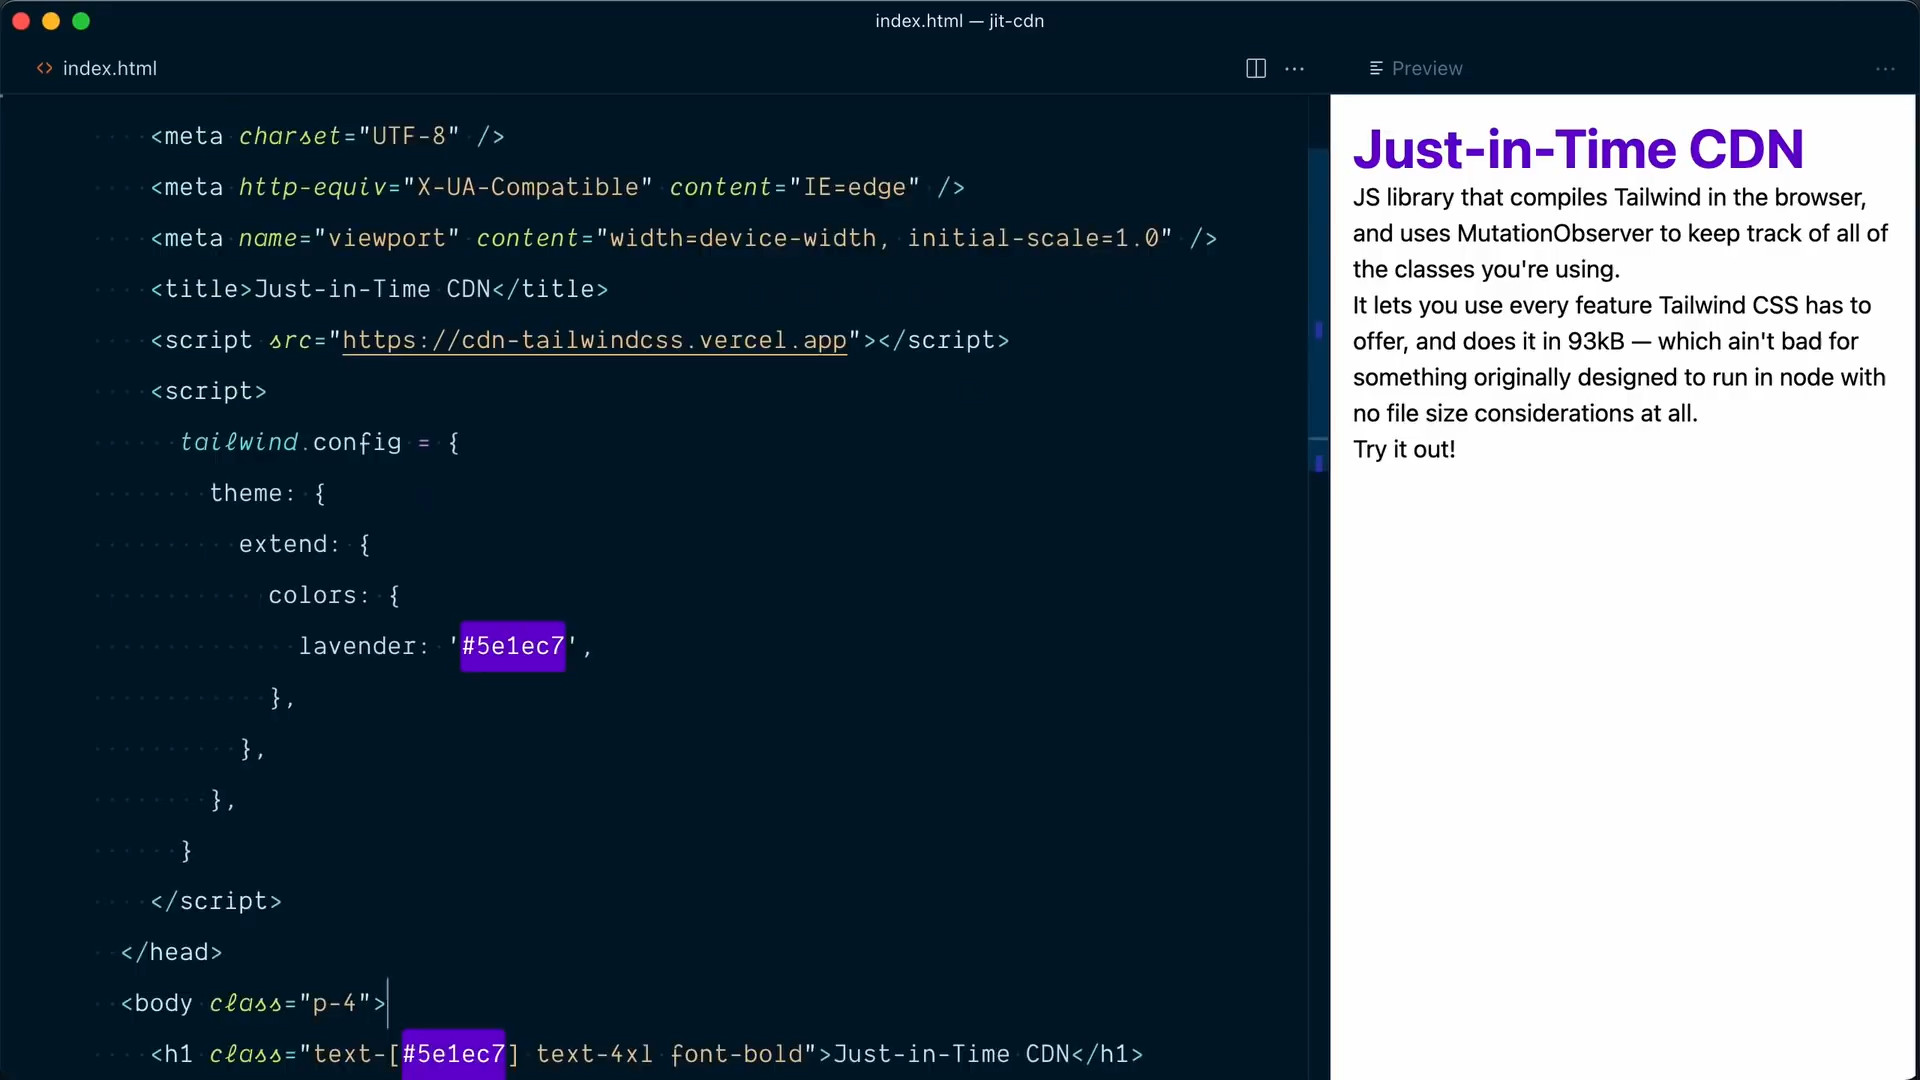 index.html — jit-cdn
index.html
Preview
<meta charset="UTF-8" />
<meta http-equiv="X-UA-Compatible" content="IE=edge" />
<meta name="viewport" content="width=device-width, initial-scale=1.0" />
<title>Just-in-Time CDN</title>
<script src="https://cdn-tailwindcss.vercel.app"></script>
<script>
tailwind.config = {
theme: {
extend: {
colors: {
lavender: '#5e1ec7',
},
},
},
}
</script>
</head>
<body class="p-4">
<h1 class="text-[#5e1ec7] text-4xl font-bold">Just-in-Time CDN</h1>
Just-in-Time CDN
JS library that compiles Tailwind in the browser,
and uses MutationObserver to keep track of all of
the classes you're using.
It lets you use every feature Tailwind CSS has to
offer, and does it in 93kB — which ain't bad for
something originally designed to run in node with
no file size considerations at all.
Try it out!